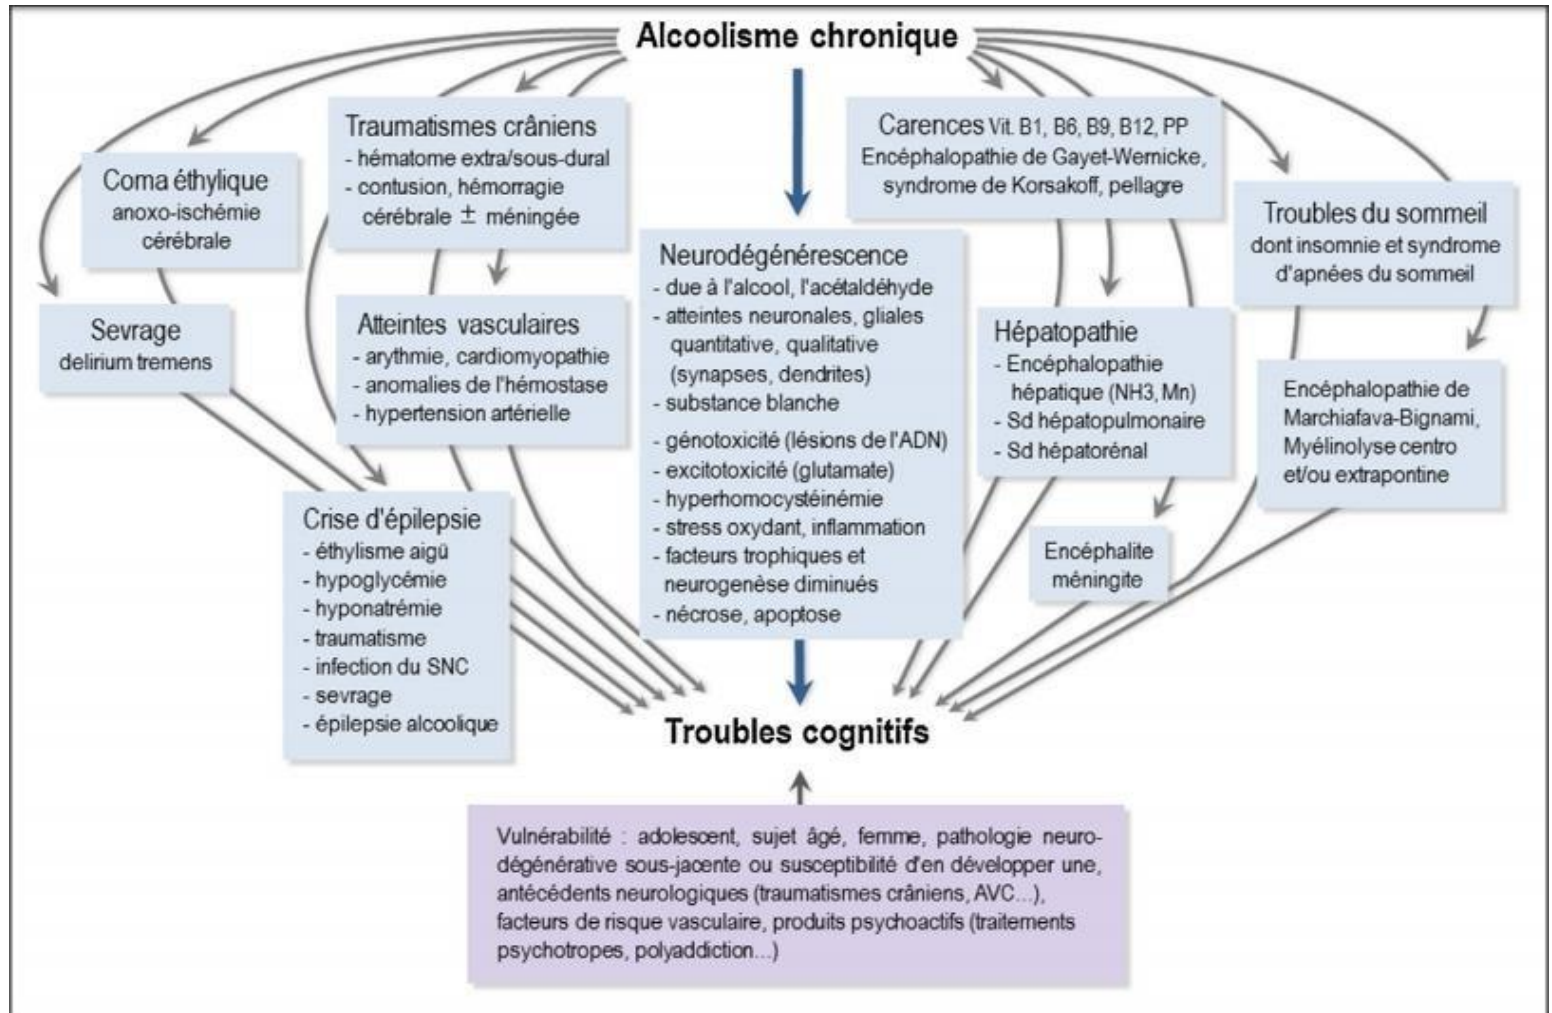 Alcoolisme chronique
Traumatismes crâniens
- hématome extra/sous-dural
- contusion, hémorragie
cérébrale ± méningée
Carences Vit. B1, B6, B9, B12, PP
Encéphalopathie de Gayet-Wernicke,
syndrome de Korsakoff, pellagre
Coma éthylique
anoxo-ischémie
cérébrale
Troubles du sommeil
dont insomnie et syndrome
d'apnées du sommeil
Sevrage
delirium tremens
Atteintes vasculaires
- arythmie, cardiomyopathie
- anomalies de l'hémostase
- hypertension artérielle
Neurodégénérescence
- due à l'alcool, l'acétaldéhyde
- atteintes neuronales, gliales
quantitative, qualitative
(synapses, dendrites)
- substance blanche
- génotoxicité (lésions de l'ADN)
- excitotoxicité (glutamate)
- hyperhomocystéinémie
- stress oxydant, inflammation
- facteurs trophiques et
neurogenèse diminués
- nécrose, apoptose
Hépatopathie
- Encéphalopathie
hépatique (NH3, Mn)
- Sd hépatopulmonaire
- Sd hépatorénal
Encéphalopathie de
Marchiafava-Bignami,
Myélinolyse centro
et/ou extrapontine
Crise d'épilepsie
- éthylisme aigü
- hypoglycémie
- hyponatrémie
- traumatisme
- infection du SNC
- sevrage
- épilepsie alcoolique
Encéphalite
méningite
Troubles cognitifs
Vulnérabilité : adolescent, sujet âgé, femme, pathologie neuro-
dégénérative sous-jacente ou susceptibilité d'en développer une,
antécédents neurologiques (traumatismes crâniens, AVC...),
facteurs de risque vasculaire, produits psychoactifs (traitements
psychotropes, polyaddiction...)